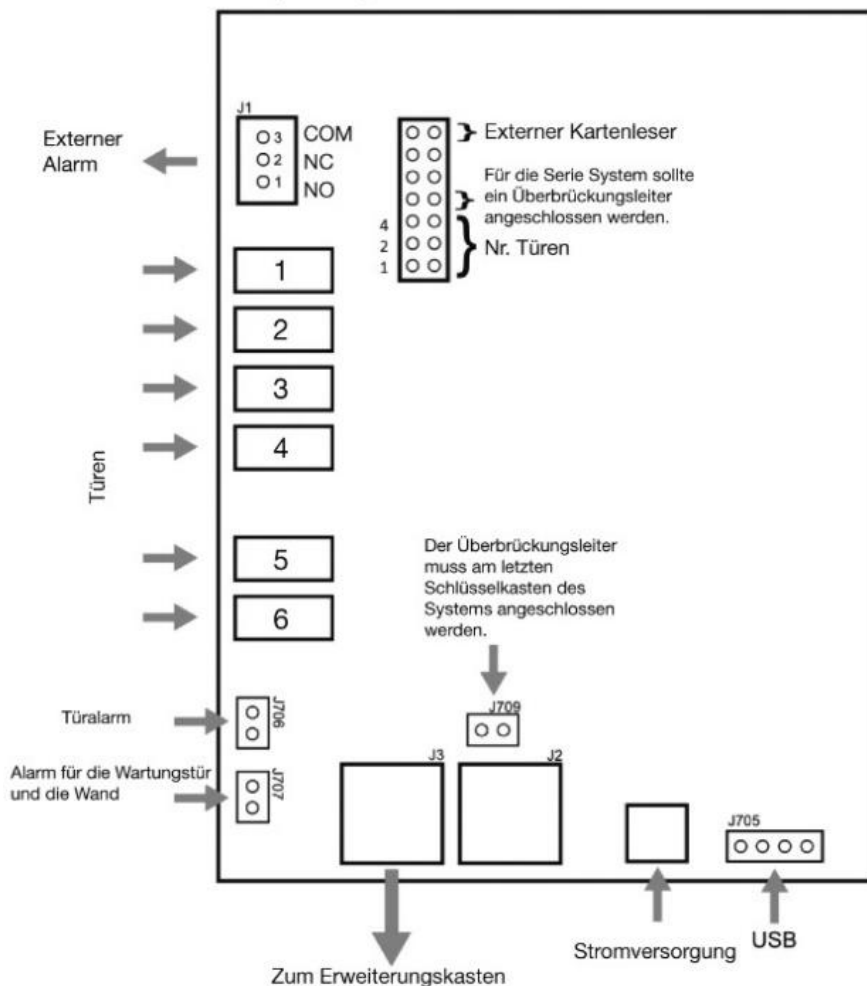 J1
Externer
Alarm
3 COM
2 NC
1 NO
Externer Kartenleser
Für die Serie System sollte
ein Überbrückungsleiter
angeschlossen werden.
4
2
1
Nr. Türen
1
2
3
4
Türen
5
6
Der Überbrückungsleiter
muss am letzten
Schlüsselkasten des
Systems angeschlossen
werden.
Türalarm
J706
J709
Alarm für die Wartungstür
und die Wand
J707
J3
J2
J705
Stromversorgung
USB
Zum Erweiterungskasten